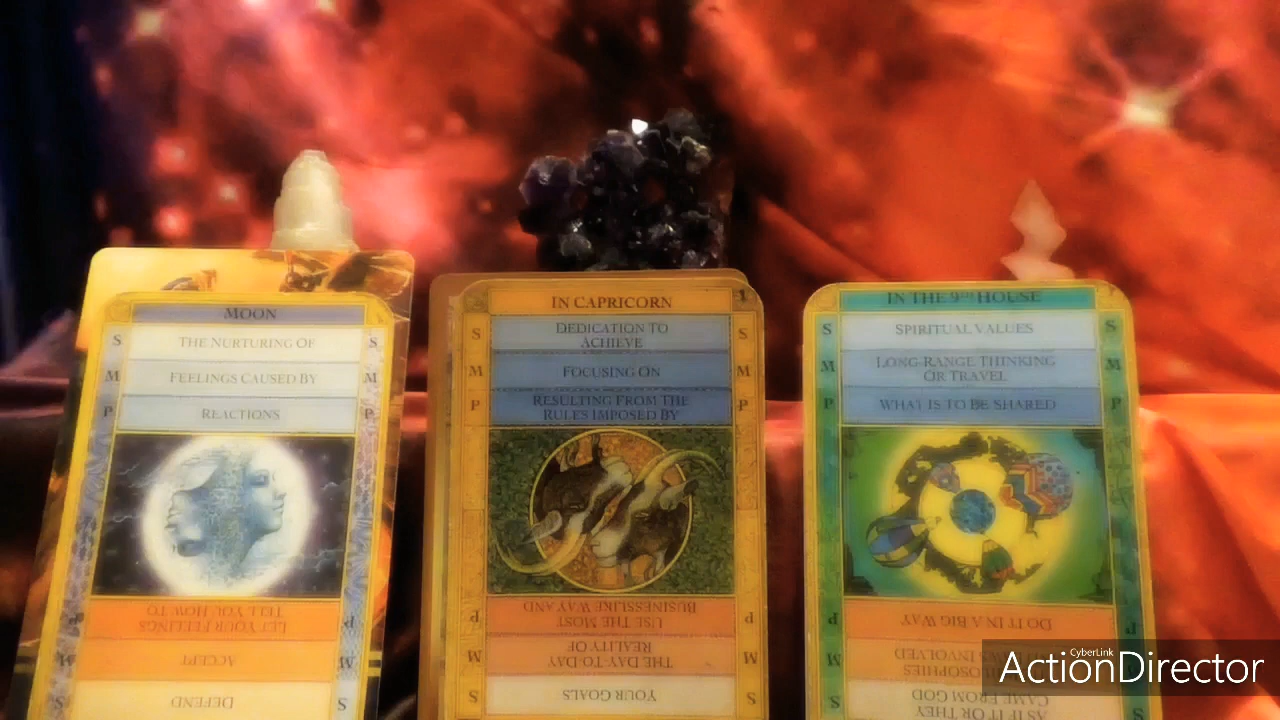 MOON
S THE NURTURING OF S
M FEELINGS CAUSED BY M
P REACTIONS P
P LET YOUR FEELINGS TELL YOU HOW TO P
M ACCEPT M
S DEFEND S
IN CAPRICORN
S DEDICATION TO S
ACHIEVE
M FOCUSING ON M
P RESULTING FROM THE P
RULES IMPOSED BY
P USE THE MOST P
BUSINESSLIKE WAY AND
M THE DAY-TO-DAY M
REALITY OF
S YOUR GOALS S
IN THE 9TH HOUSE
S SPIRITUAL VALUES S
M LONG-RANGE THINKING M
OR TRAVEL
P WHAT IS TO BE SHARED P
P DO IT IN A BIG WAY P
M PHILOSOPHIES
INVOLVED
S AS IF IT OR THEY S
CAME FROM GOD
CyberLink
ActionDirector